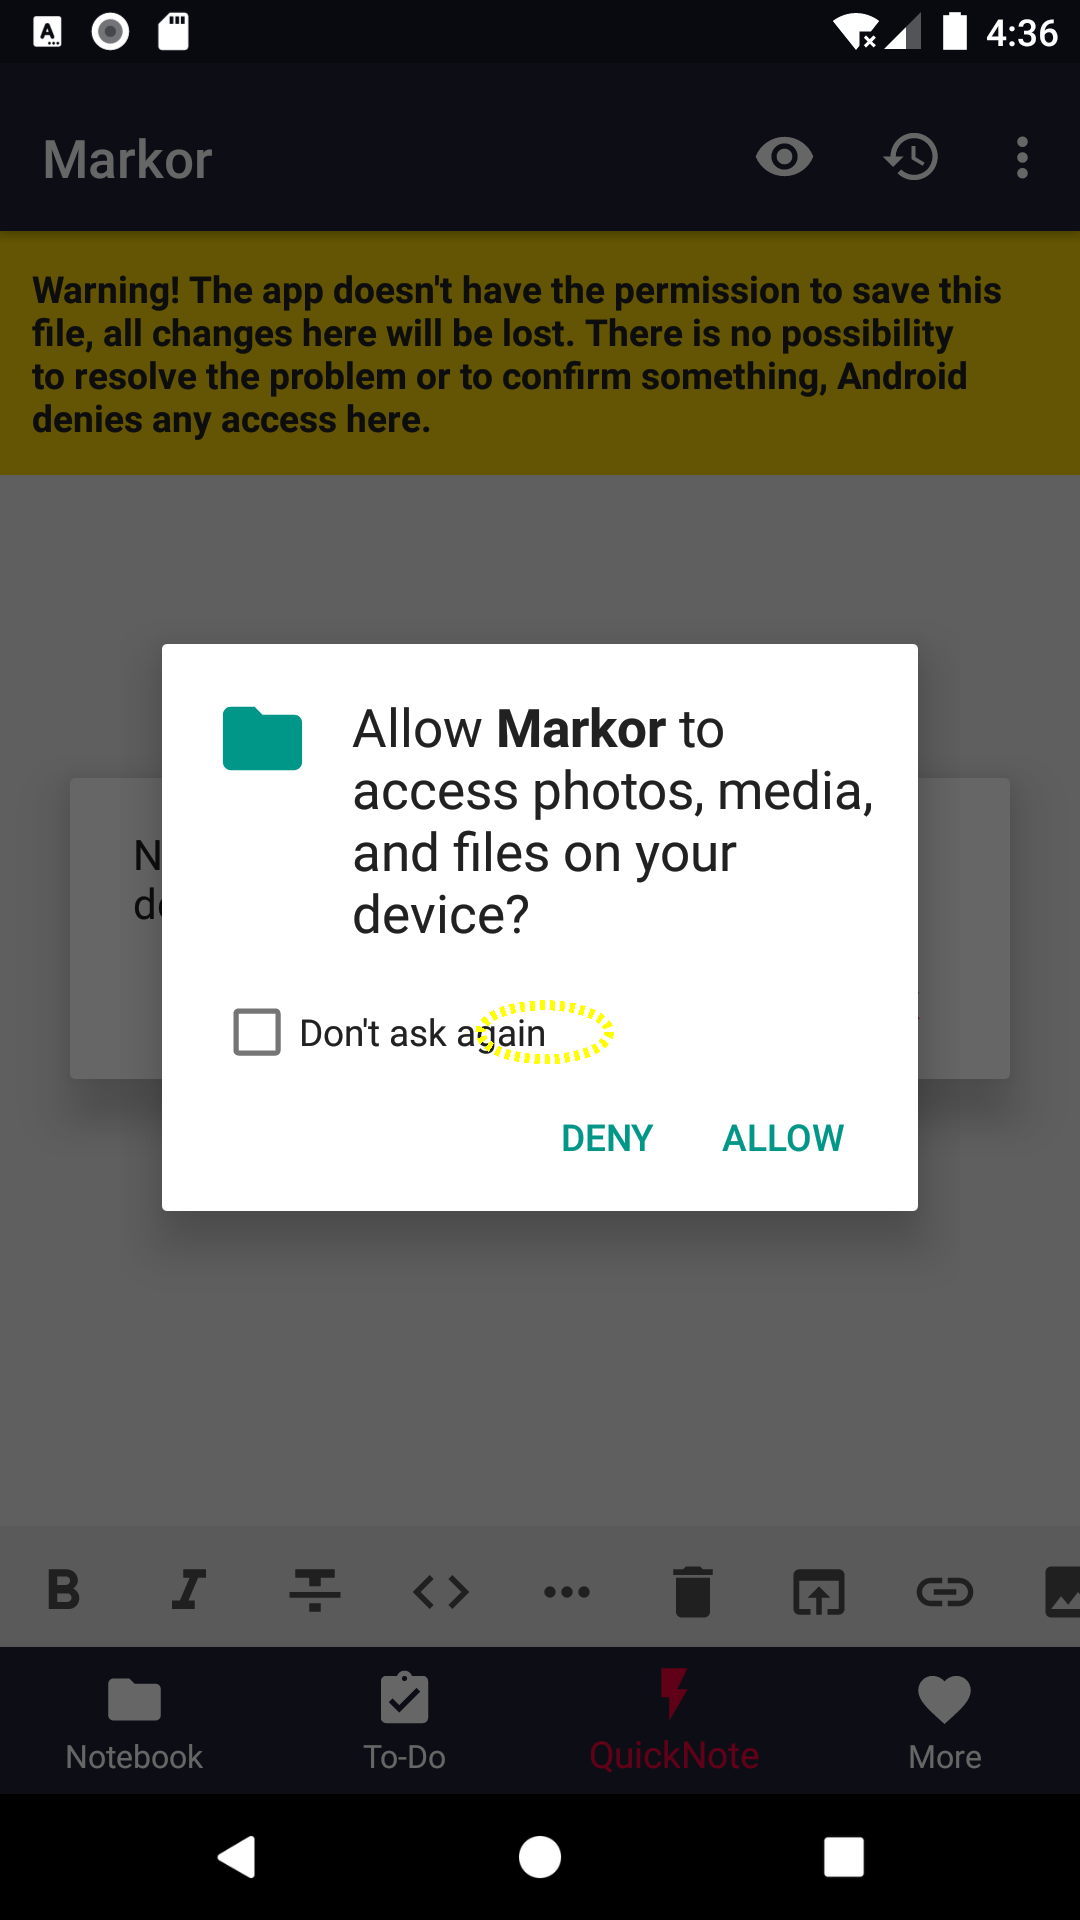 4:36
Markor
Warning! The app doesn't have the permission to save this
file, all changes here will be lost. There is no possibility
to resolve the problem or to confirm something, Android
denies any access here.
Allow Markor to
access photos, media,
and files on your
device?
Don't ask again
DENY ALLOW
Notebook To-Do QuickNote More